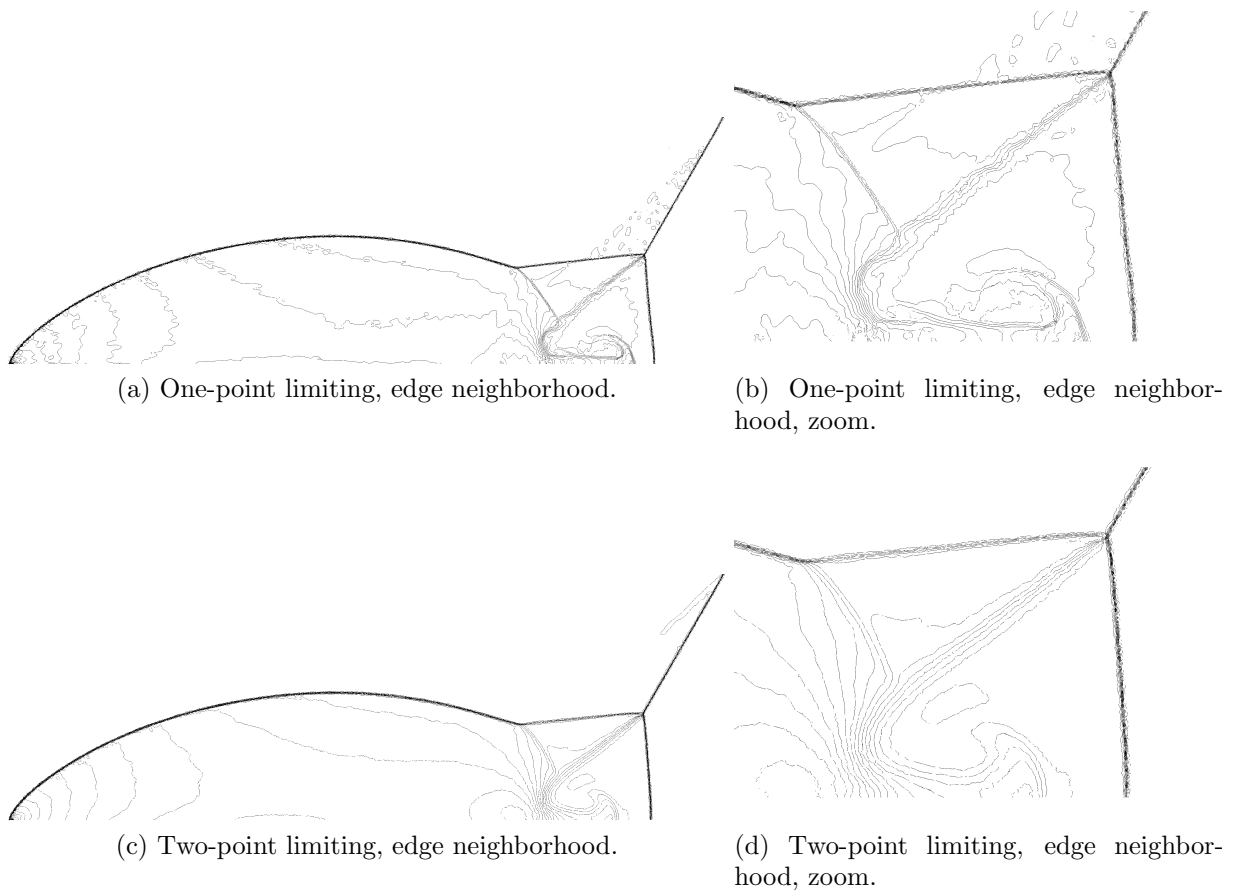 (a) One-point limiting, edge neighborhood.
(b) One-point limiting, edge neighbor-
hood, zoom.
(c) Two-point limiting, edge neighborhood.
(d) Two-point limiting, edge neighbor-
hood, zoom.